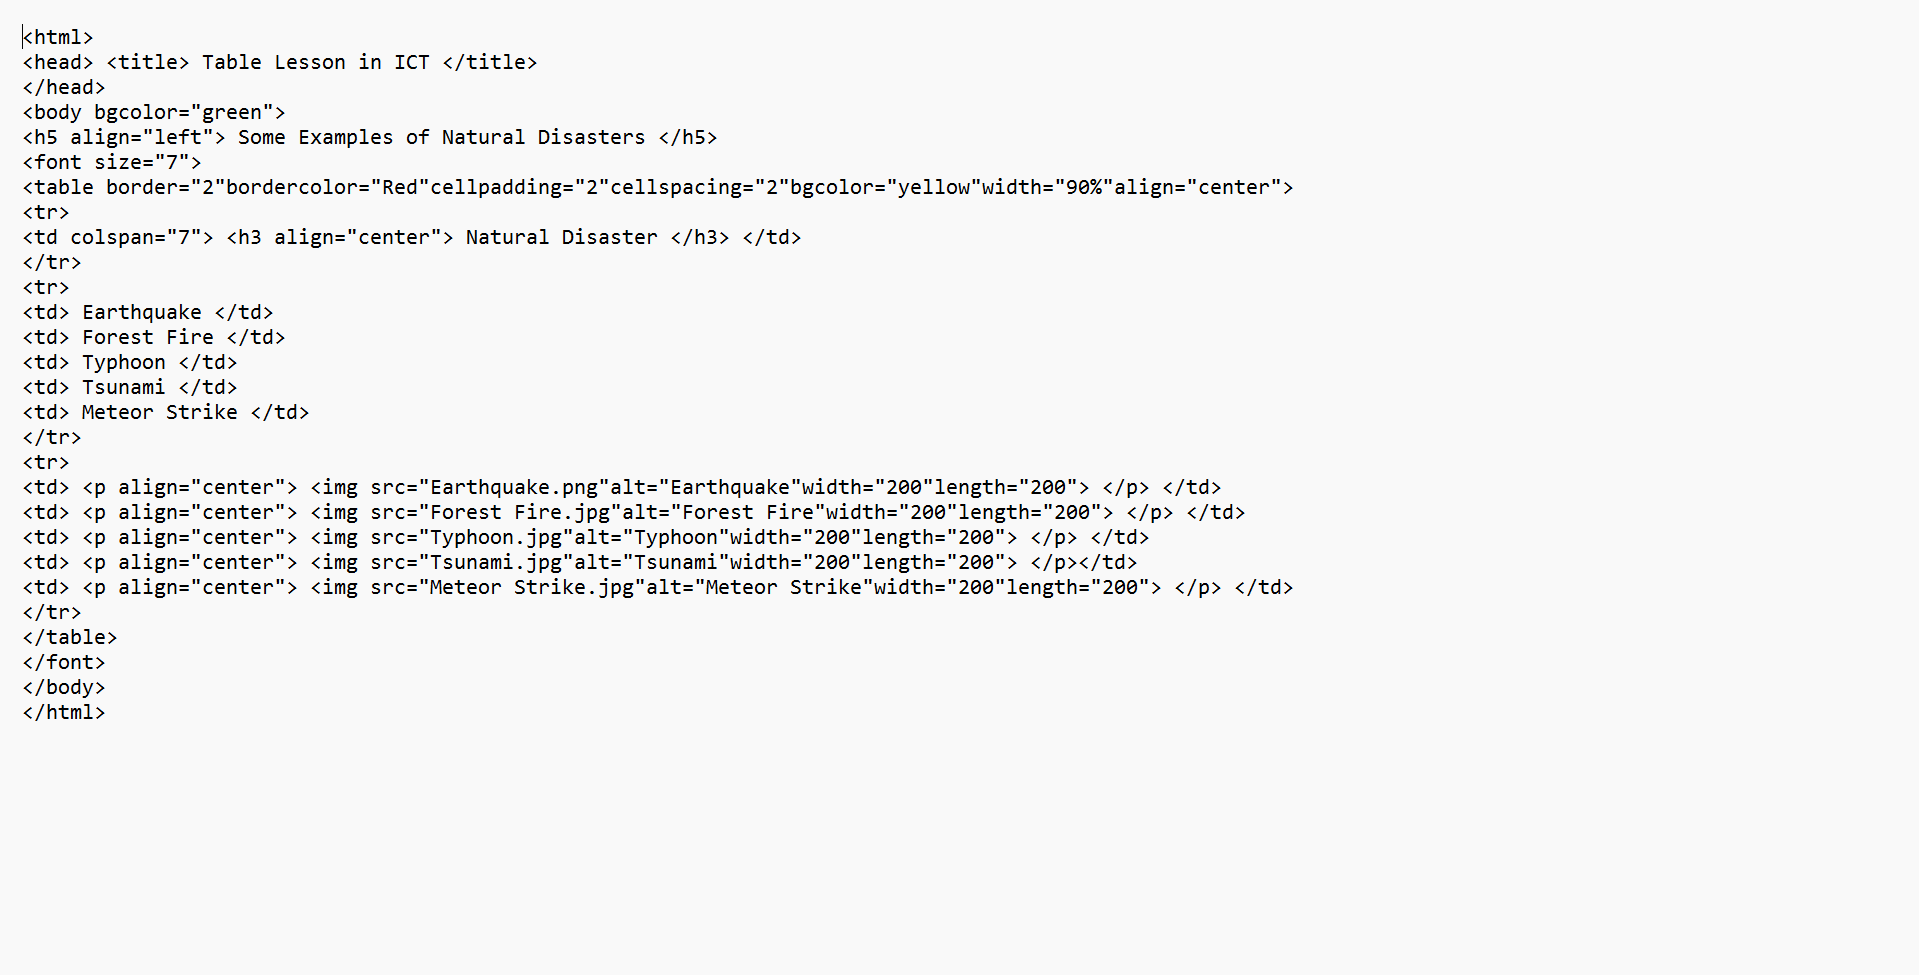 <html>
<head> <title> Table Lesson in ICT </title>
</head>
<body bgcolor="green">
<h5 align="left"> Some Examples of Natural Disasters </h5>
<font size="7">
<table border="2"bordercolor="Red"cellpadding="2"cellspacing="2"bgcolor="yellow"width="90%"align="center">
<tr>
<td colspan="7"> <h3 align="center"> Natural Disaster </h3> </td>
</tr>
<tr>
<td> Earthquake </td>
<td> Forest Fire </td>
<td> Typhoon </td>
<td> Tsunami </td>
<td> Meteor Strike </td>
</tr>
<tr>
<td> <p align="center"> <img src="Earthquake.png"alt="Earthquake"width="200"length="200"> </p> </td>
<td> <p align="center"> <img src="Forest Fire.jpg"alt="Forest Fire"width="200"length="200"> </p> </td>
<td> <p align="center"> <img src="Typhoon.jpg"alt="Typhoon"width="200"length="200"> </p> </td>
<td> <p align="center"> <img src="Tsunami.jpg"alt="Tsunami"width="200"length="200"> </p></td>
<td> <p align="center"> <img src="Meteor Strike.jpg"alt="Meteor Strike"width="200"length="200"> </p> </td>
</tr>
</table>
</font>
</body>
</html>